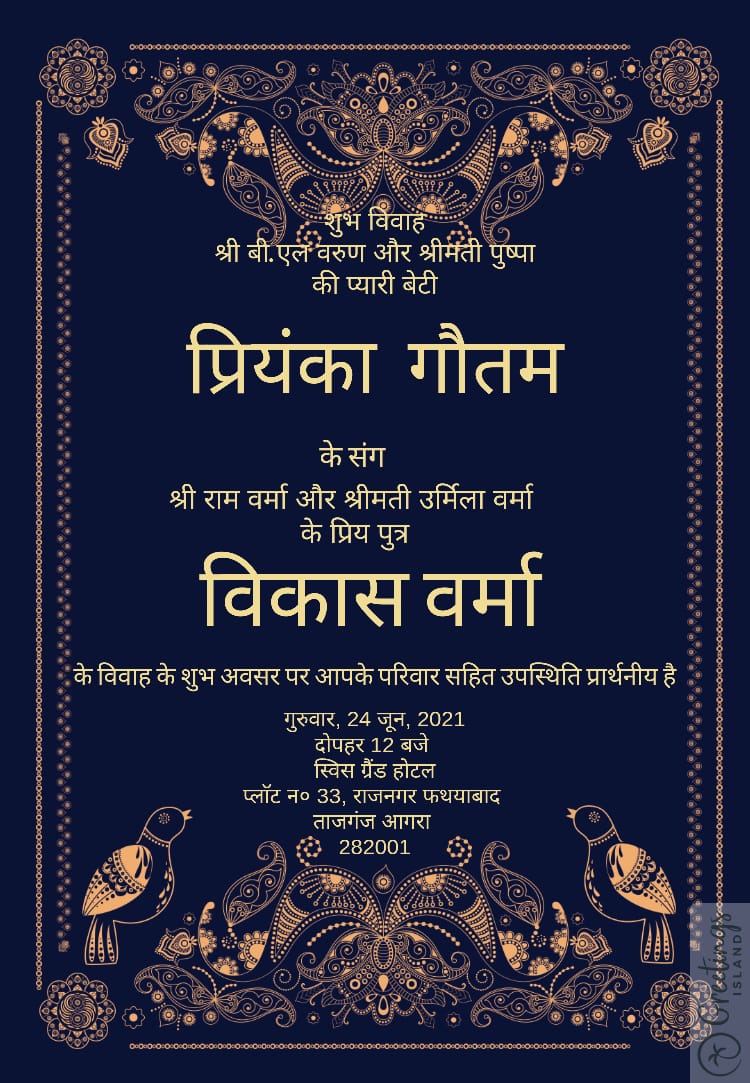 शुभ विवाह
श्री बी.एल वरुण और श्रीमती पुष्पा
की प्यारी बेटी
प्रियंका गौतम
के संग
श्री राम वर्मा और श्रीमती उर्मिला वर्मा
के प्रिय पुत्र
विकास वर्मा
के विवाह के शुभ अवसर पर आपके परिवार सहित उपस्थिति प्रार्थनीय है
गुरुवार, 24 जून, 2021
दोपहर 12 बजे
स्विस ग्रैंड होटल
प्लॉट न० 33, राजनगर फथयाबाद
ताजगंज आगरा
282001
Greetings
ISLAND